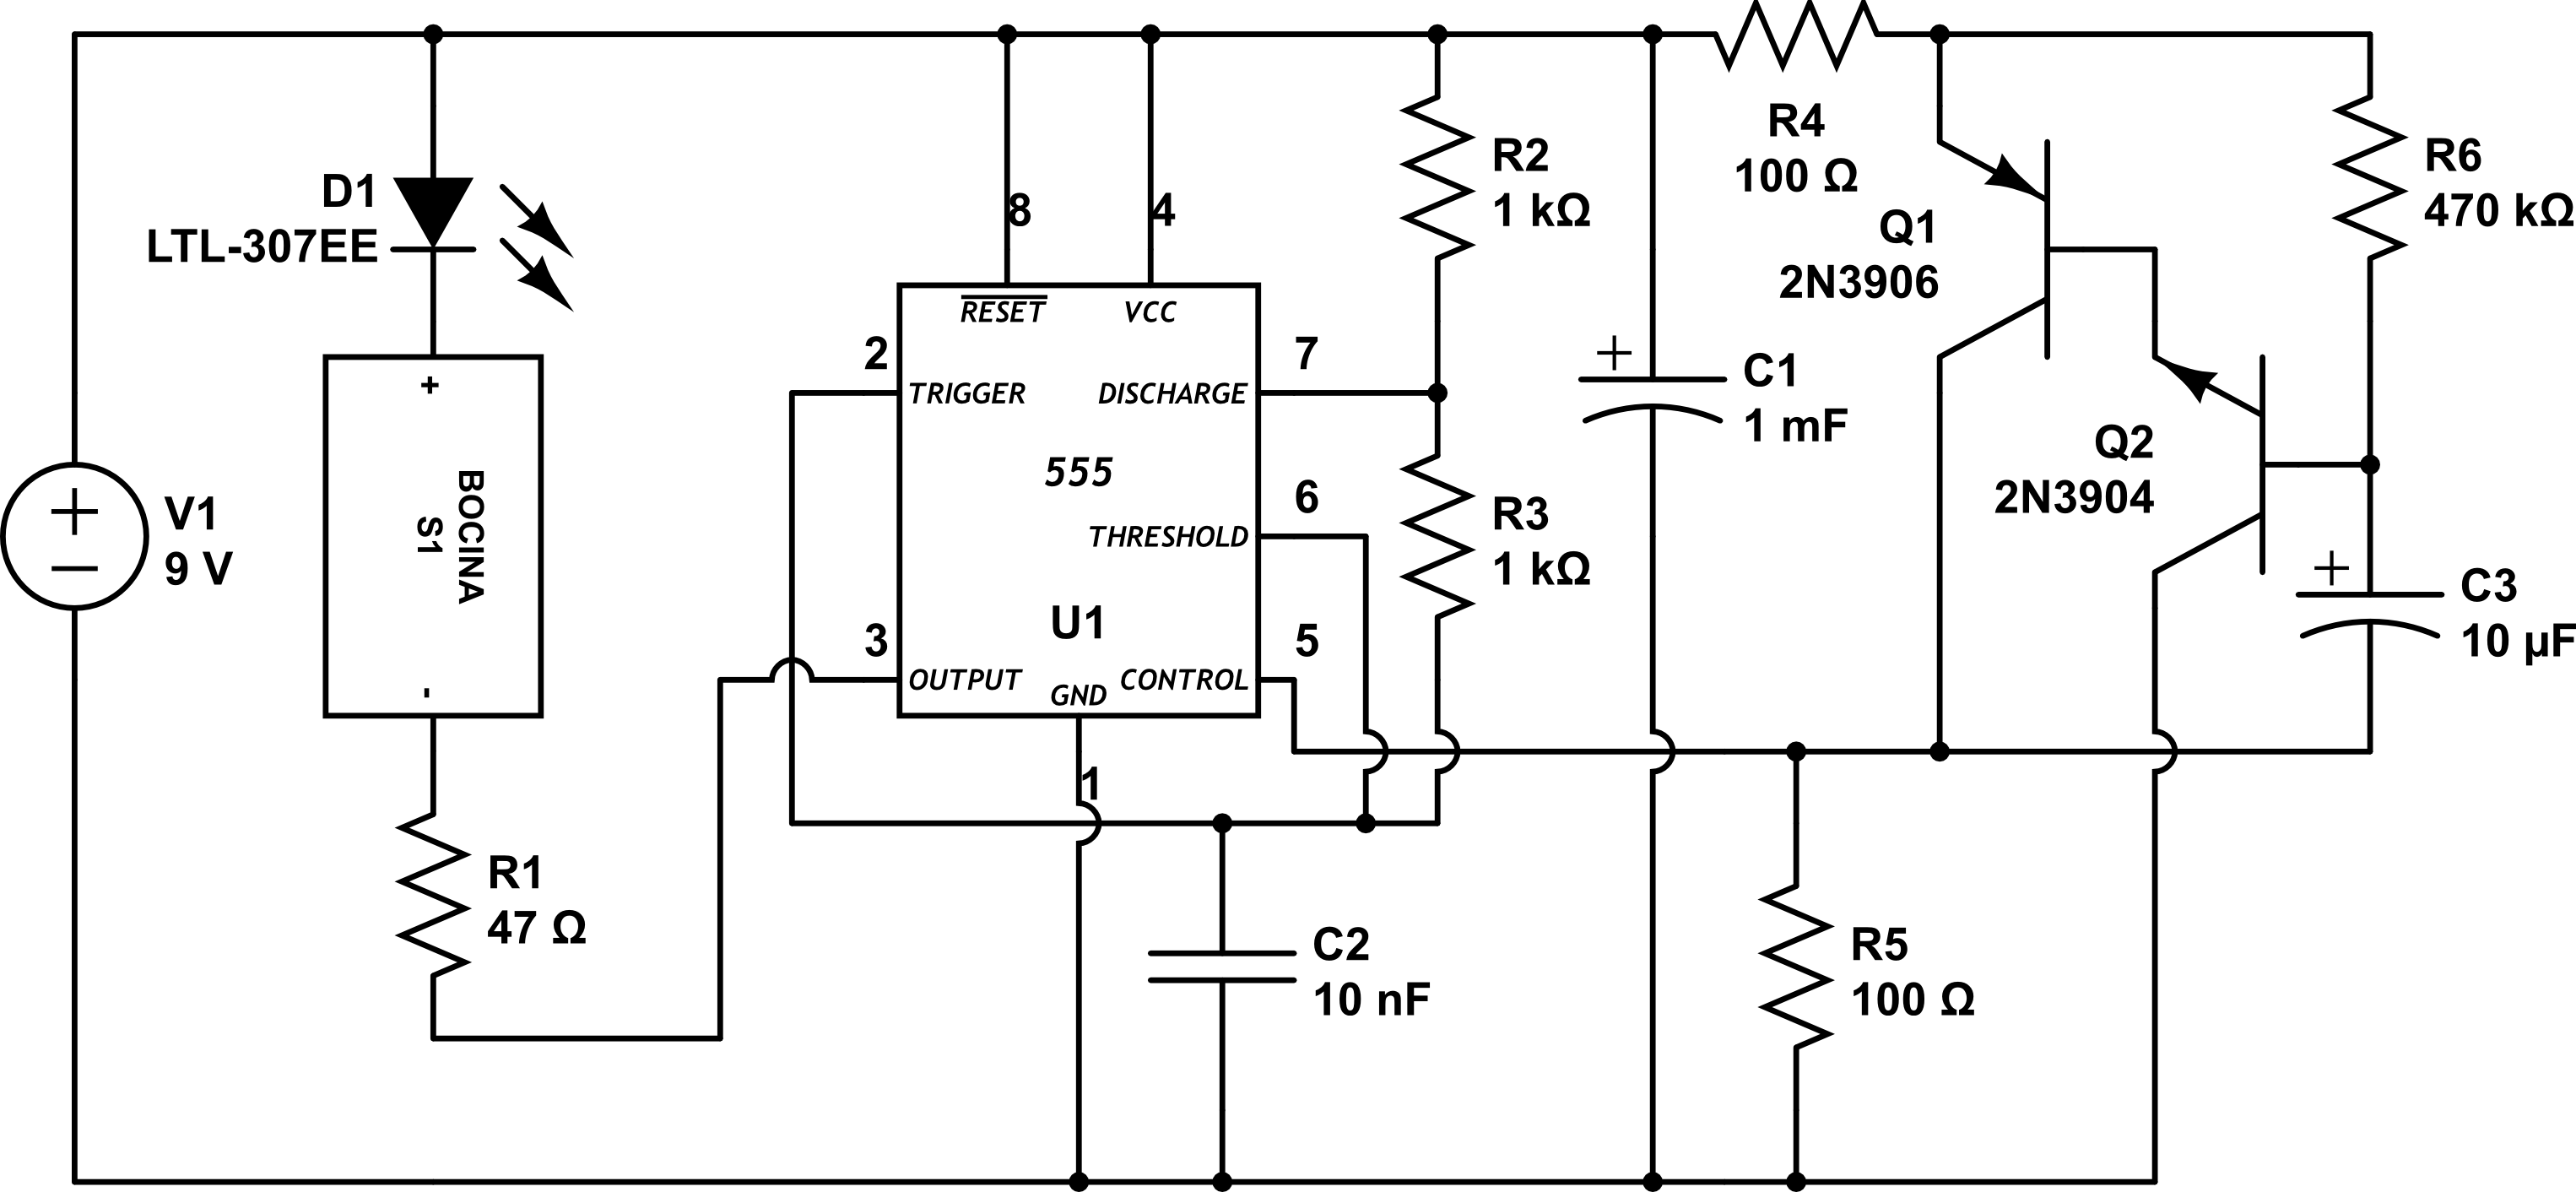 D1
LTL-307EE
+
BOCINA
S1
-
V1
9 V
R1
47 Ω
8
4
RESET
VCC
2
TRIGGER
DISCHARGE
7
555
THRESHOLD
6
U1
3
OUTPUT
GND
CONTROL
5
1
R2
1 kΩ
R3
1 kΩ
C2
10 nF
+
C1
1 mF
R4
100 Ω
Q1
2N3906
R6
470 kΩ
Q2
2N3904
+
C3
10 µF
R5
100 Ω